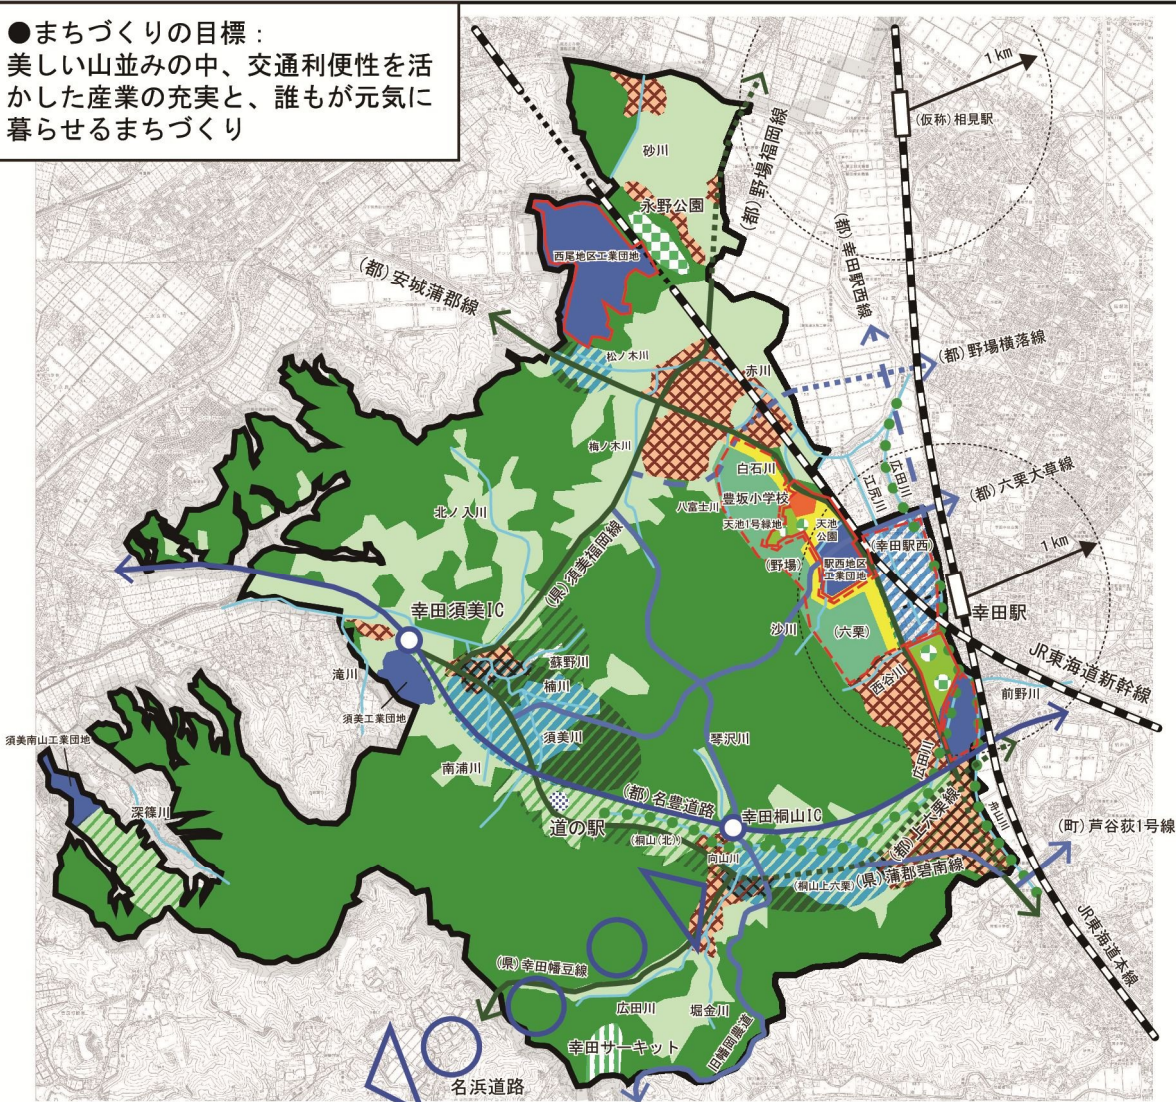 ●まちづくりの目標：
美しい山並みの中、交通利便性を活
かした産業の充実と、誰もが元気に
暮らせるまちづくり
1km
(仮称)相見駅
砂川
(都)野場福岡線
永野公園
西尾地区工業団地
(都)幸田駅西線
(都)安城蒲郡線
(都)野場横落線
松ノ木川
赤川
梅ノ木川
白石川
広田川
江尻川
(都)六栗大草線
豊坂小学校
八富士川
天池1号緑地
天池
公園
北ノ入川
(幸田駅西)
1km
(野場)
駅西地区
工業団地
(県)須美福岡線
幸田駅
幸田須美IC
沙川
(六栗)
JR東海道新幹線
蘇野川
西谷川
滝川
楠川
前野川
須美工業団地
須美川
琴沢川
須美南山工業団地
南浦川
広田川
深篠川
(都)名豊道路
幸田桐山IC
(都)上六栗線
舟山川
道の駅
(桐山(北))
(町)芦谷荻1号線
向山川
(桐山上六栗)
(県)蒲郡碧南線
JR東海道本線
(県)幸田幡豆線
広田川
堀金川
旧幡岡農道
幸田サーキット
名浜道路